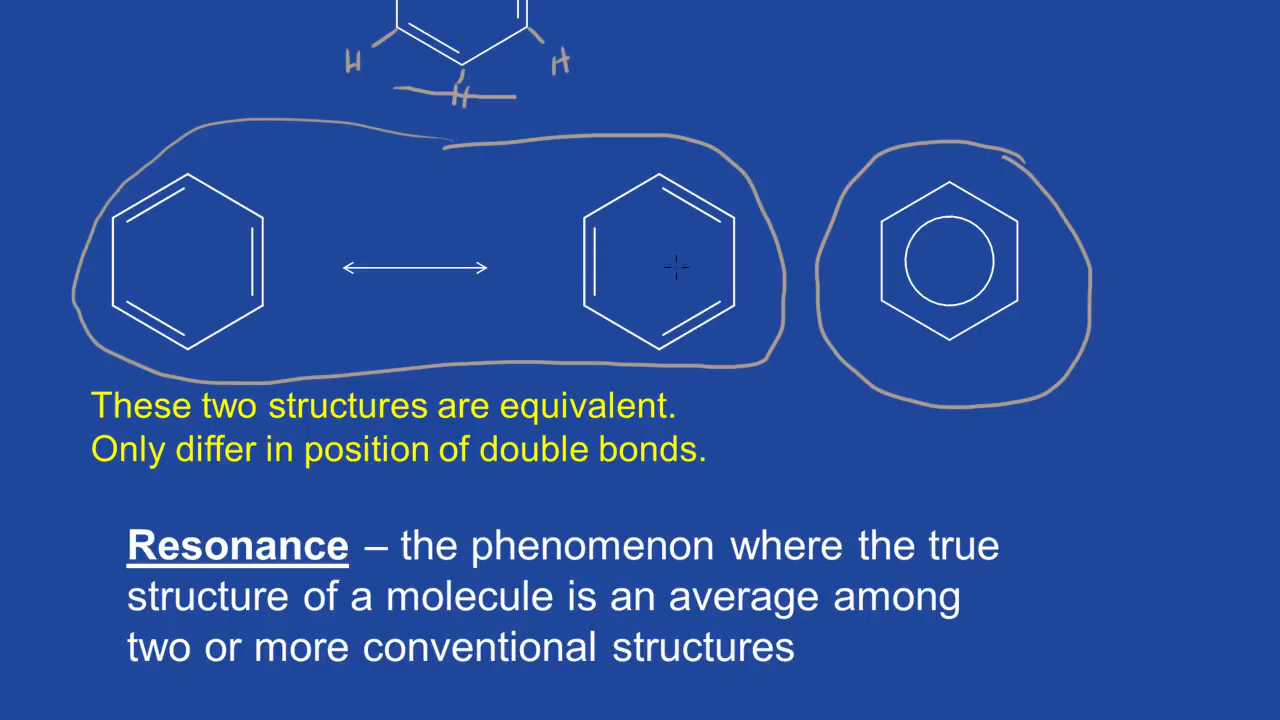 H H
H
These two structures are equivalent.
Only differ in position of double bonds.
Resonance – the phenomenon where the true
structure of a molecule is an average among
two or more conventional structures